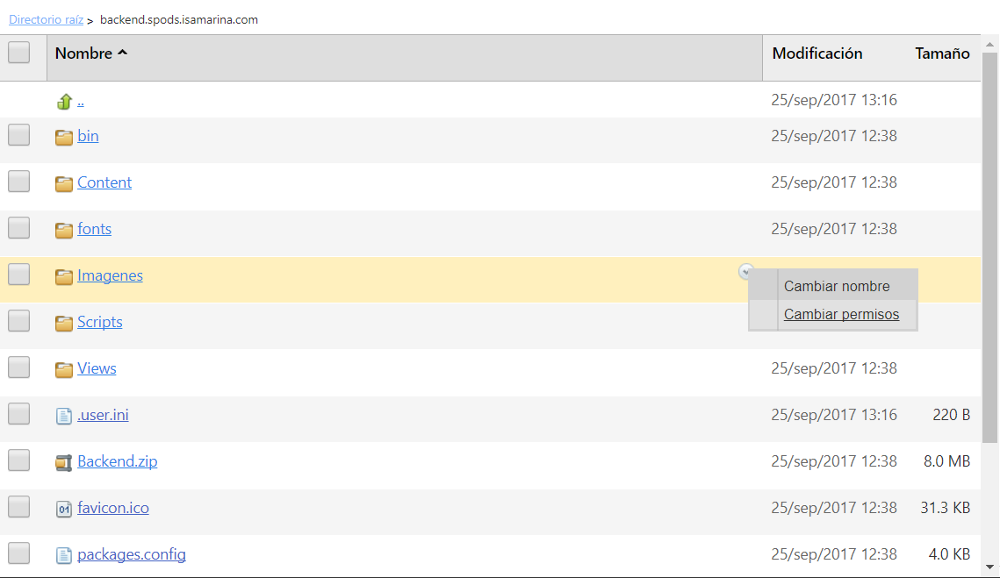 Directorio raíz > backend.spods.isamarina.com
Nombre Modificación Tamaño
.. 25/sep/2017 13:16
bin 25/sep/2017 12:38
Content 25/sep/2017 12:38
fonts 25/sep/2017 12:38
Imagenes
Cambiar nombre
Cambiar permisos
Scripts
Views 25/sep/2017 12:38
.user.ini 25/sep/2017 13:16 220 B
Backend.zip 25/sep/2017 12:38 8.0 MB
favicon.ico 25/sep/2017 12:38 31.3 KB
packages.config 25/sep/2017 12:38 4.0 KB